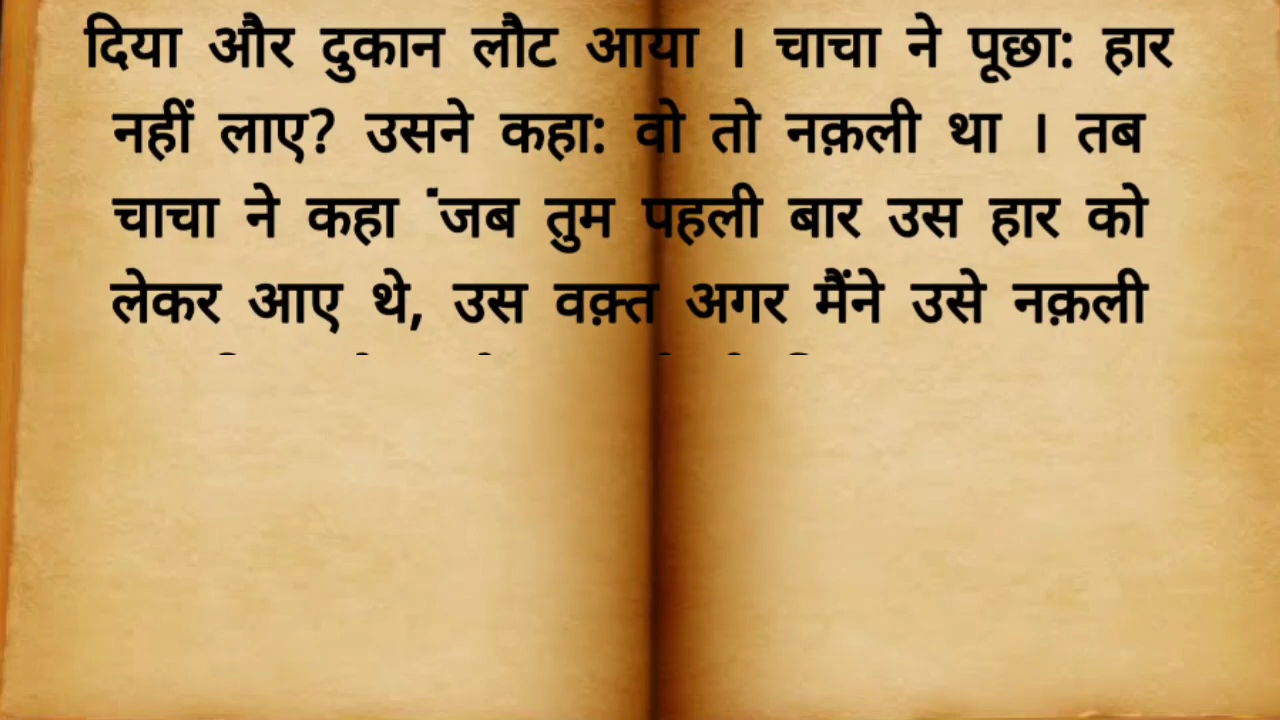 दिया और दुकान लौट आया । चाचा ने पूछा: हार
नहीं लाए? उसने कहा: वो तो नक़ली था । तब
चाचा ने कहा "जब तुम पहली बार उस हार को
लेकर आए थे, उस वक़्त अगर मैंने उसे नक़ली